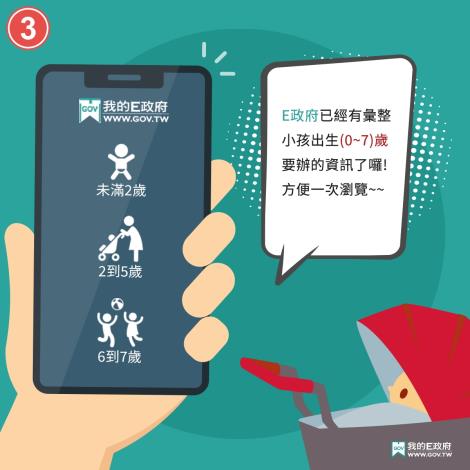 3
GOV 我的E政府
WWW.GOV.TW
未滿2歲
2到5歲
6到7歲
E政府已經有彙整
小孩出生(0~7)歲
要辦的資訊了囉!
方便一次瀏覽~~
GOV 我的E政府
WWW.GOV.TW